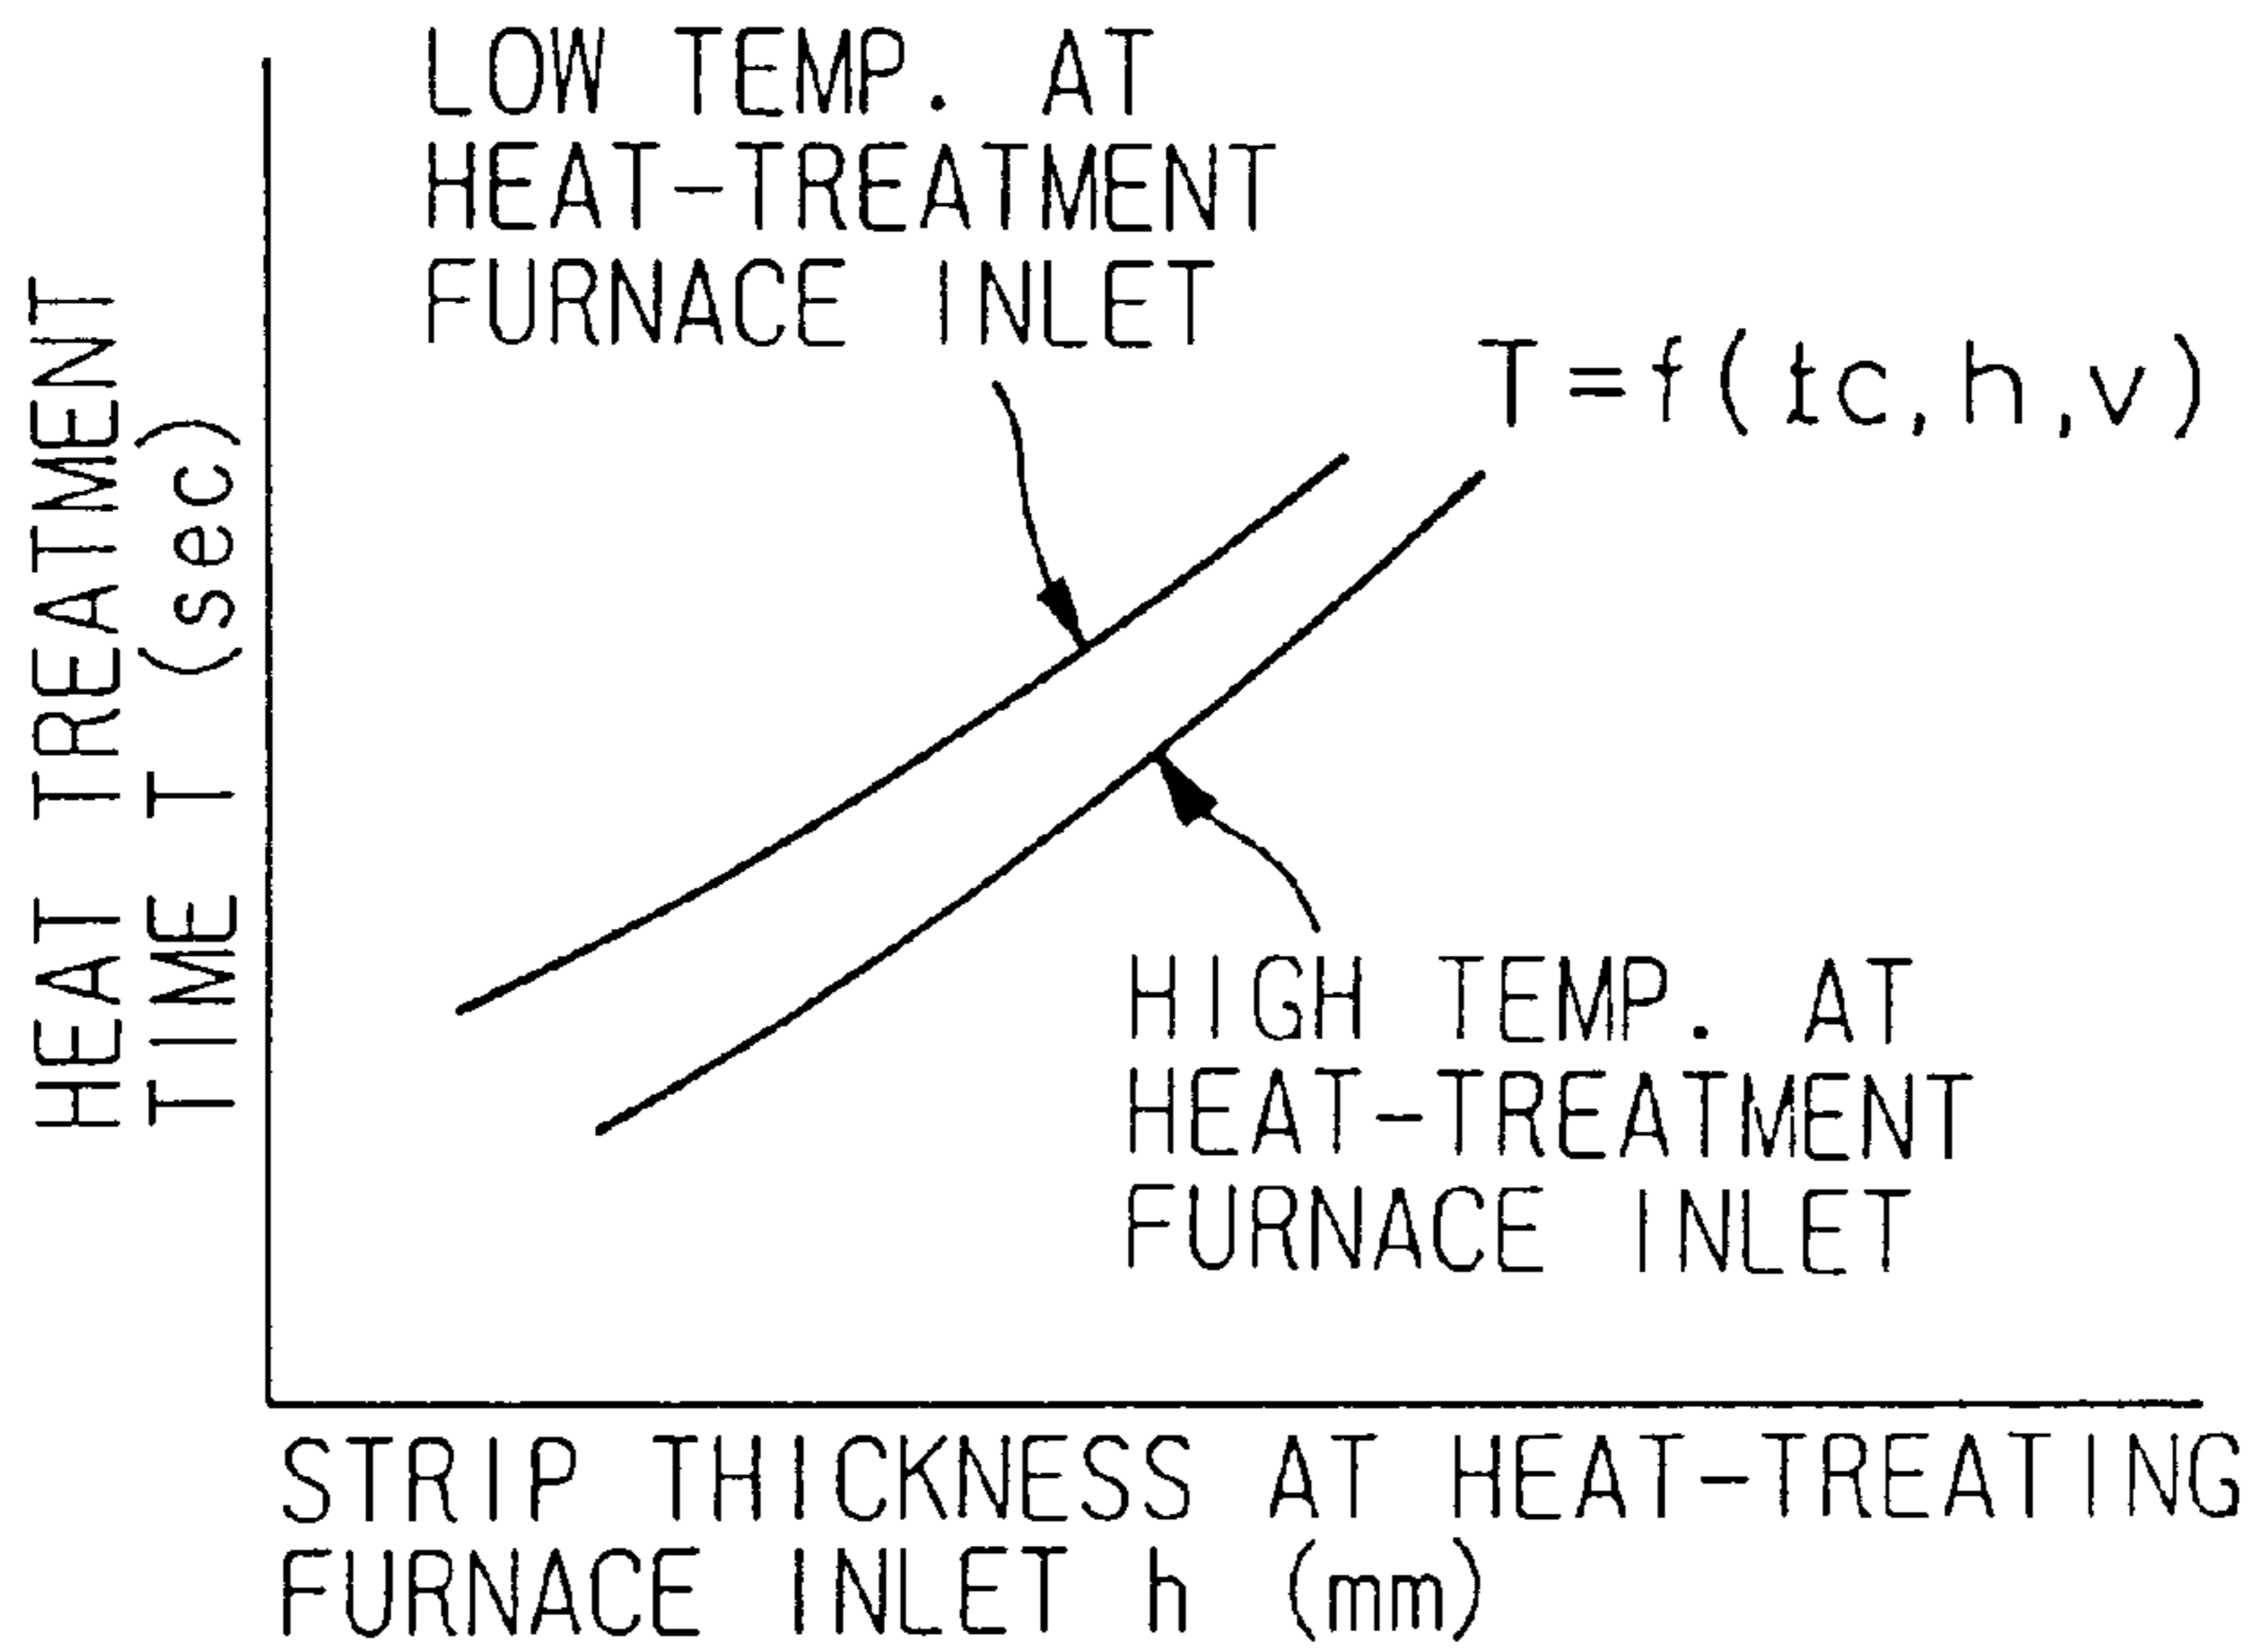 LOW TEMP. AT
HEAT-TREATMENT
FURNACE INLET
T=f(tc,h,v)
HEAT TREATMENT
TIME T (sec)
HIGH TEMP. AT
HEAT-TREATMENT
FURNACE INLET
STRIP THICKNESS AT HEAT-TREATING
FURNACE INLET h (mm)